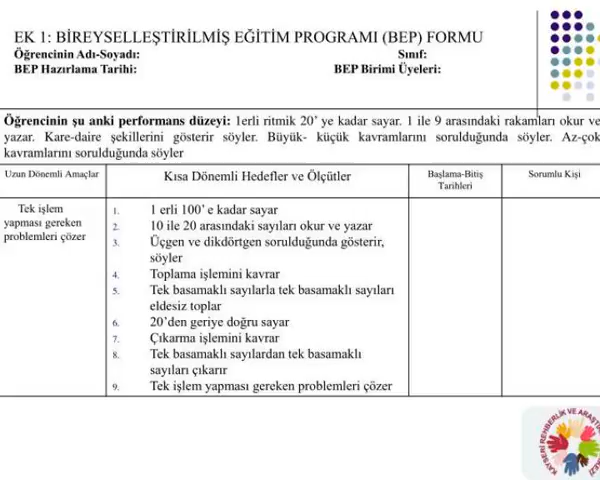 EK 1: BİREYSELLEŞTİRİLMİŞ EĞİTİM PROGRAMI (BEP) FORMU
Öğrencinin Adı-Soyadı: Sınıf:
BEP Hazırlama Tarihi: BEP Birimi Üyeleri:
Öğrencinin şu anki performans düzeyi: 1erli ritmik 20’ ye kadar sayar. 1 ile 9 arasındaki rakamları okur ve
yazar. Kare-daire şekillerini gösterir söyler. Büyük- küçük kavramlarını sorulduğunda söyler. Az-çok
kavramlarını sorulduğunda söyler
Uzun Dönemli Amaçlar
Kısa Dönemli Hedefler ve Ölçütler
Başlama-Bitiş
Tarihleri
Sorumlu Kişi
Tek işlem
yapması gereken
problemleri çözer
1. 1 erli 100’ e kadar sayar
2. 10 ile 20 arasındaki sayıları okur ve yazar
3. Üçgen ve dikdörtgen sorulduğunda gösterir,
söyler
4. Toplama işlemini kavrar
5. Tek basamaklı sayılarla tek basamaklı sayıları
eldesiz toplar
6. 20’den geriye doğru sayar
7. Çıkarma işlemini kavrar
8. Tek basamaklı sayılardan tek basamaklı
sayıları çıkarır
9. Tek işlem yapması gereken problemleri çözer
KAYSERİ REHBERLİK VE